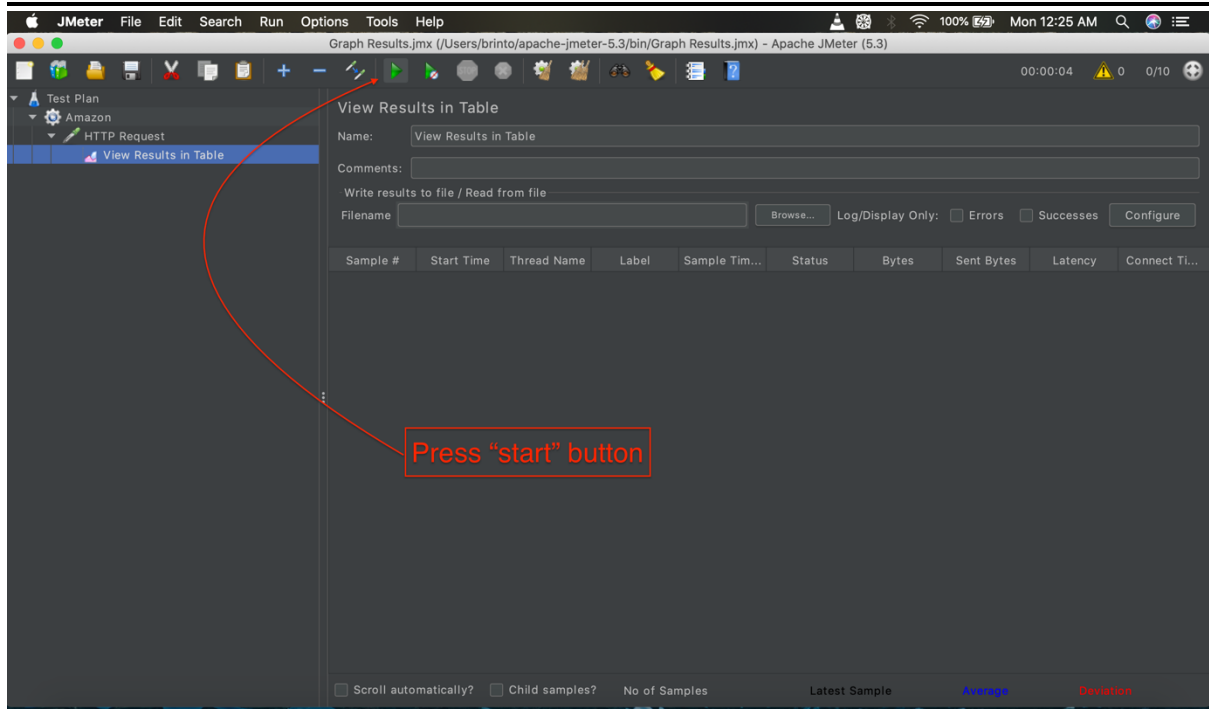 JMeter File Edit Search Run Options Tools Help 100% Mon 12:25 AM
Graph Results.jmx (/Users/brinto/apache-jmeter-5.3/bin/Graph Results.jmx) - Apache JMeter (5.3)
00:00:04 0 0/10
Test Plan
Amazon
HTTP Request
View Results in Table
View Results in Table
Name: View Results in Table
Comments:
Write results to file / Read from file
Filename Browse... Log/Display Only: Errors Successes Configure
Sample # Start Time Thread Name Label Sample Tim... Status Bytes Sent Bytes Latency Connect Ti...
Press “start” button
Scroll automatically? Child samples? No of Samples Latest Sample Average Deviation